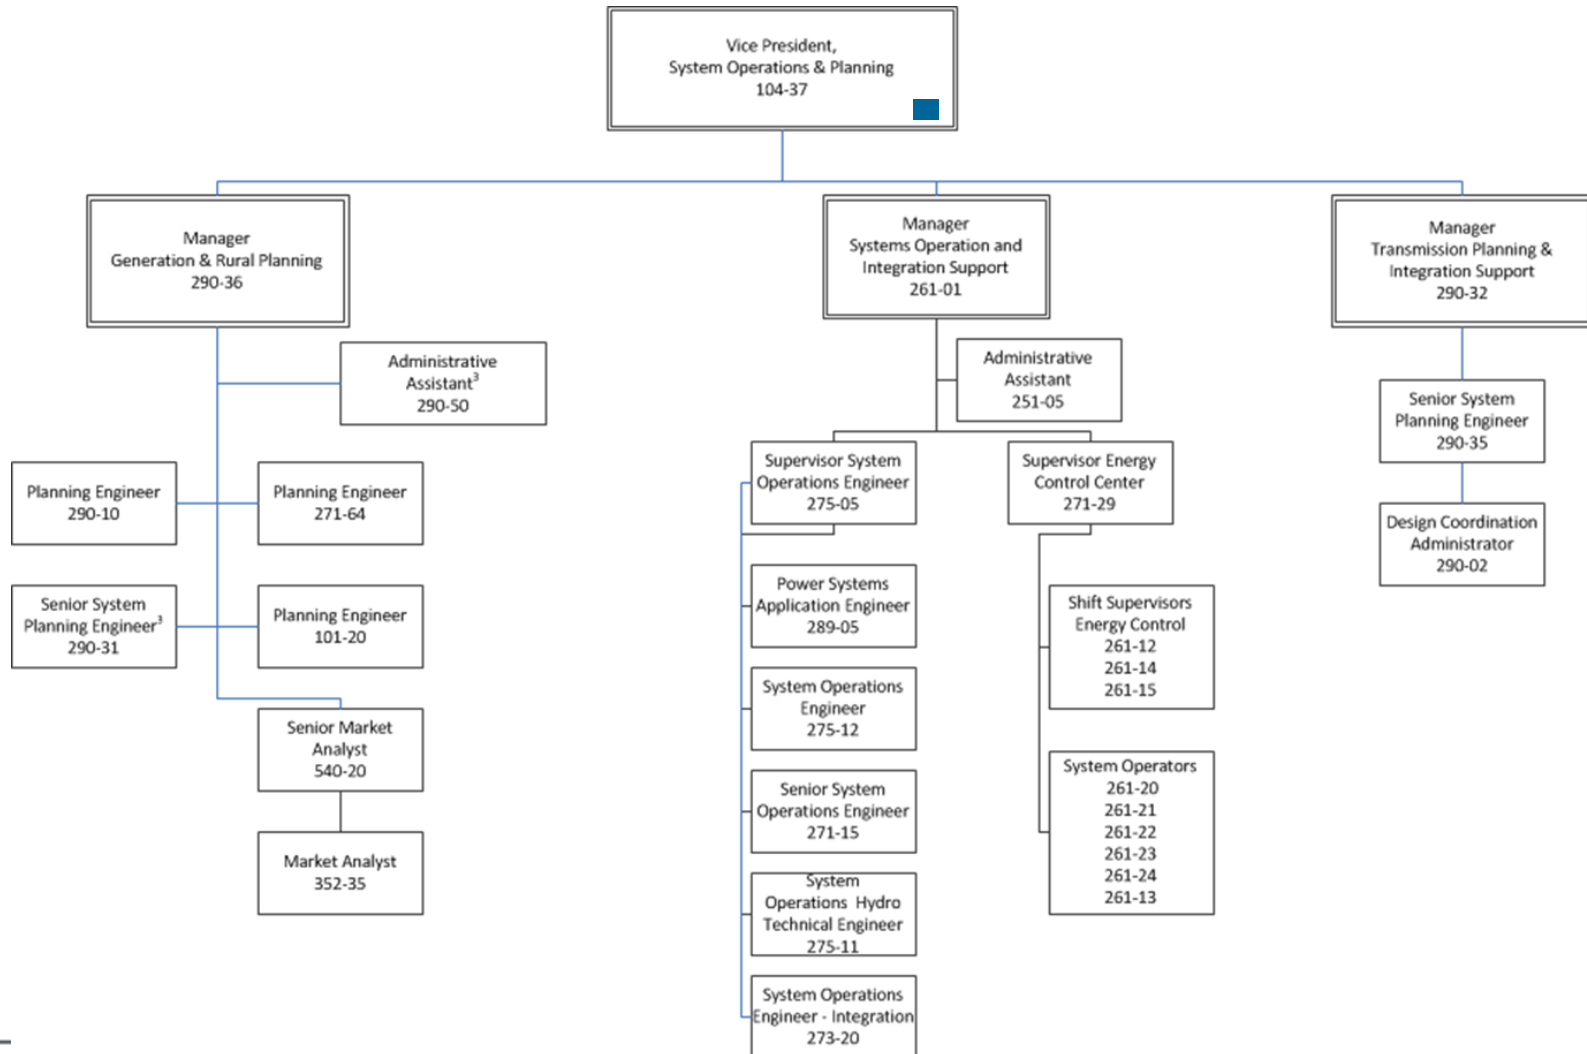 Vice President,
System Operations & Planning
104-37
Manager
Generation & Rural Planning
290-36
Manager
Systems Operation and
Integration Support
261-01
Manager
Transmission Planning &
Integration Support
290-32
Administrative
Assistant³
290-50
Administrative
Assistant
251-05
Senior System
Planning Engineer
290-35
Planning Engineer
290-10
Planning Engineer
271-64
Supervisor System
Operations Engineer
275-05
Supervisor Energy
Control Center
271-29
Design Coordination
Administrator
290-02
Senior System
Planning Engineer³
290-31
Planning Engineer
101-20
Power Systems
Application Engineer
289-05
Shift Supervisors
Energy Control
261-12
261-14
261-15
Senior Market
Analyst
540-20
System Operations
Engineer
275-12
Market Analyst
352-35
Senior System
Operations Engineer
271-15
System Operators
261-20
261-21
261-22
261-23
261-24
261-13
System
Operations Hydro
Technical Engineer
275-11
System Operations
Engineer - Integration
273-20